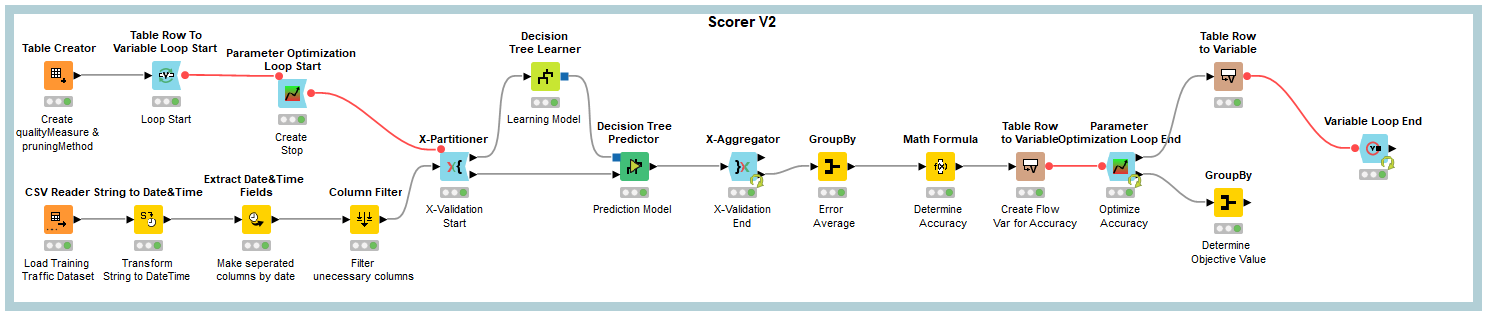 Scorer V2
Table Creator
Create
qualityMeasure &
pruningMethod
Table Row To
Variable Loop Start
Loop Start
Parameter Optimization
Loop Start
Create
Stop
Decision
Tree Learner
Learning Model
X-Partitioner
X-Validation
Start
Decision Tree
Predictor
Prediction Model
X-Aggregator
X-Validation
End
GroupBy
Error
Average
Math Formula
Determine
Accuracy
Table Row
to Variable
Create Flow
Var for Accuracy
Parameter
Optimization Loop End
Optimize
Accuracy
Table Row
to Variable
Variable Loop End
GroupBy
Determine
Objective Value
CSV Reader
Load Training
Traffic Dataset
String to Date&Time
Transform
String to DateTime
Extract Date&Time
Fields
Make seperated
columns by date
Column Filter
Filter
unecessary columns